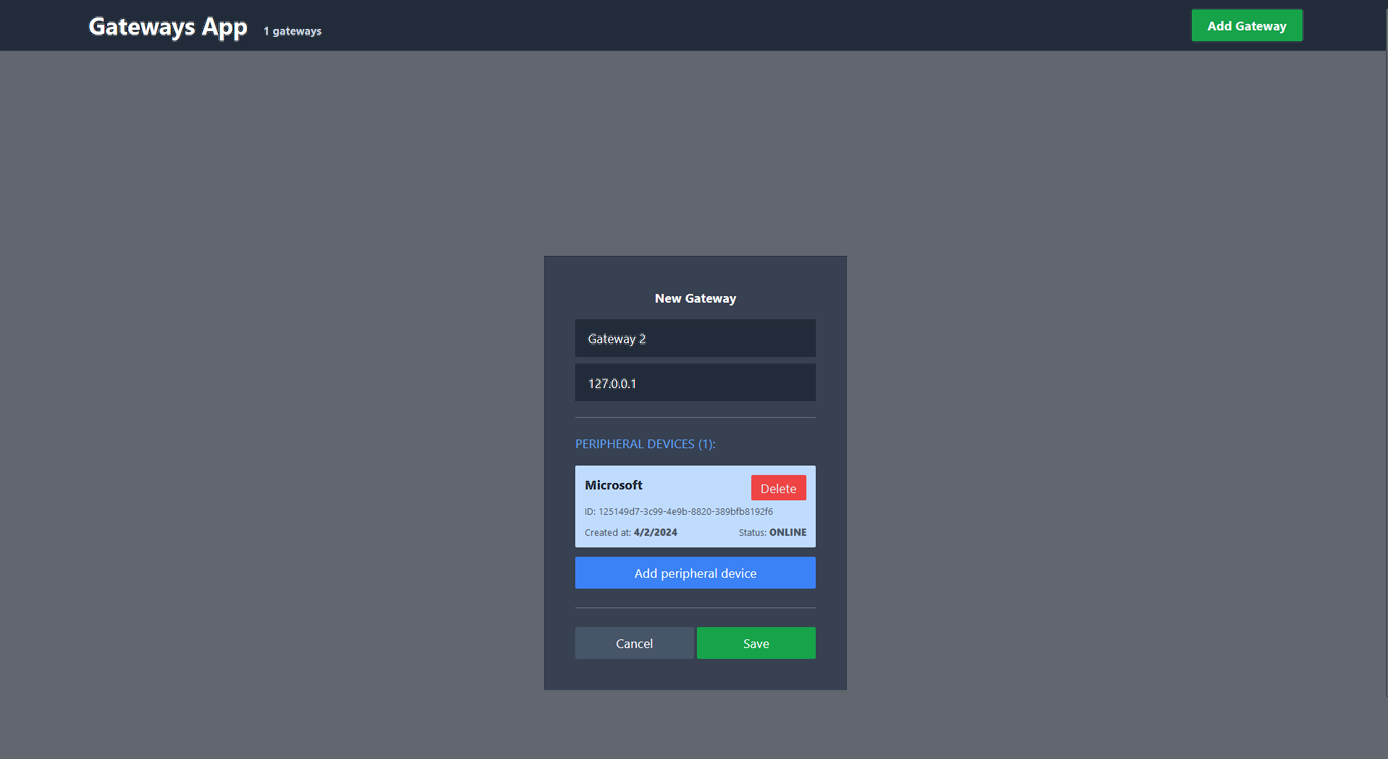 Gateways App 1 gateways Add Gateway
New Gateway
Gateway 2
127.0.0.1
PERIPHERAL DEVICES (1):
Microsoft Delete
ID: 125149d7-3c99-4e9b-8820-389bfb8192f6
Created at: 4/2/2024 Status: ONLINE
Add peripheral device
Cancel Save